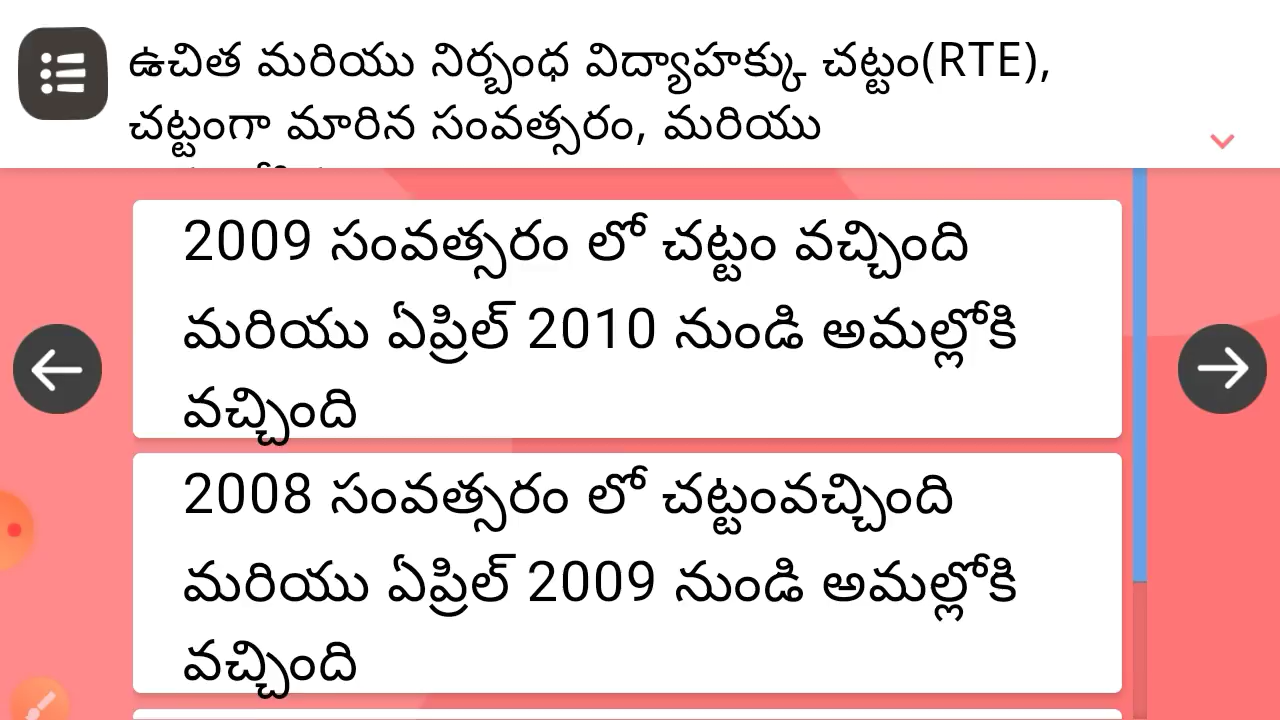 ఉచిత మరియు నిర్బంధ విద్యాహక్కు చట్టం(RTE),
చట్టంగా మారిన సంవత్సరం, మరియు
2009 సంవత్సరం లో చట్టం వచ్చింది
మరియు ఏప్రిల్ 2010 నుండి అమల్లోకి
వచ్చింది
2008 సంవత్సరం లో చట్టంవచ్చింది
మరియు ఏప్రిల్ 2009 నుండి అమల్లోకి
వచ్చింది